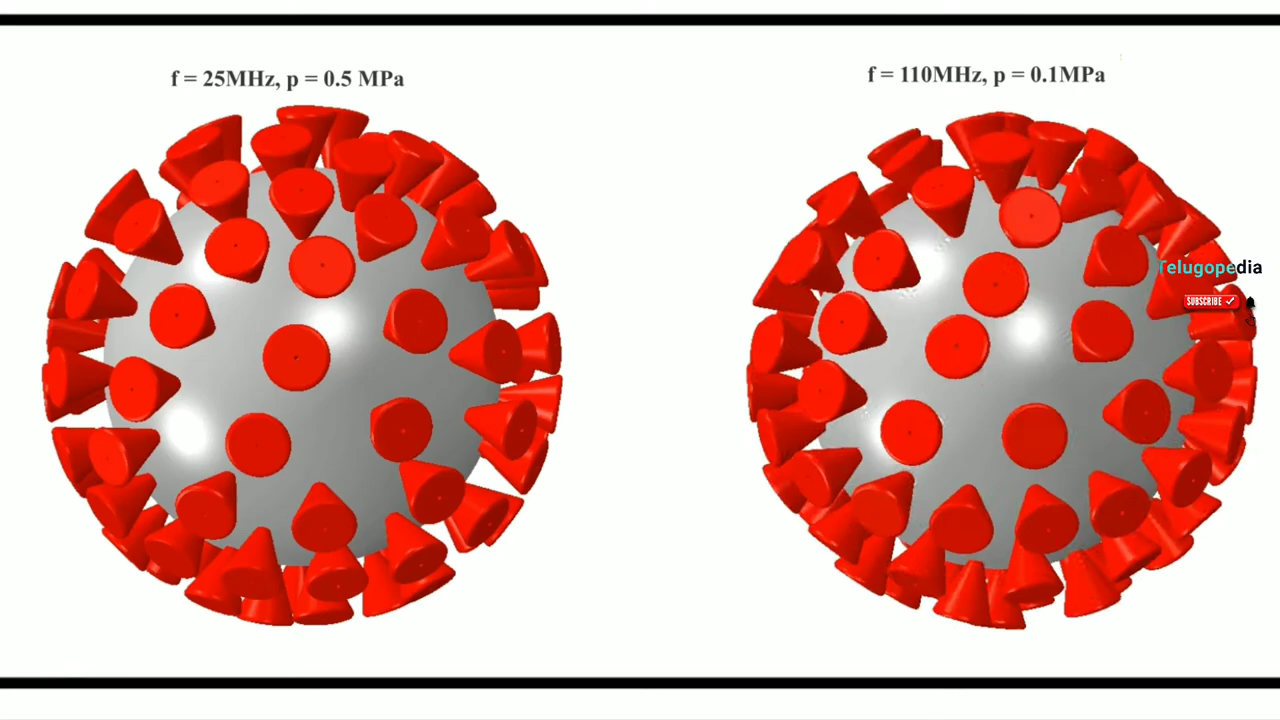 f = 25MHz, p = 0.5 MPa
f = 110MHz, p = 0.1MPa
Telugopedia
SUBSCRIBE